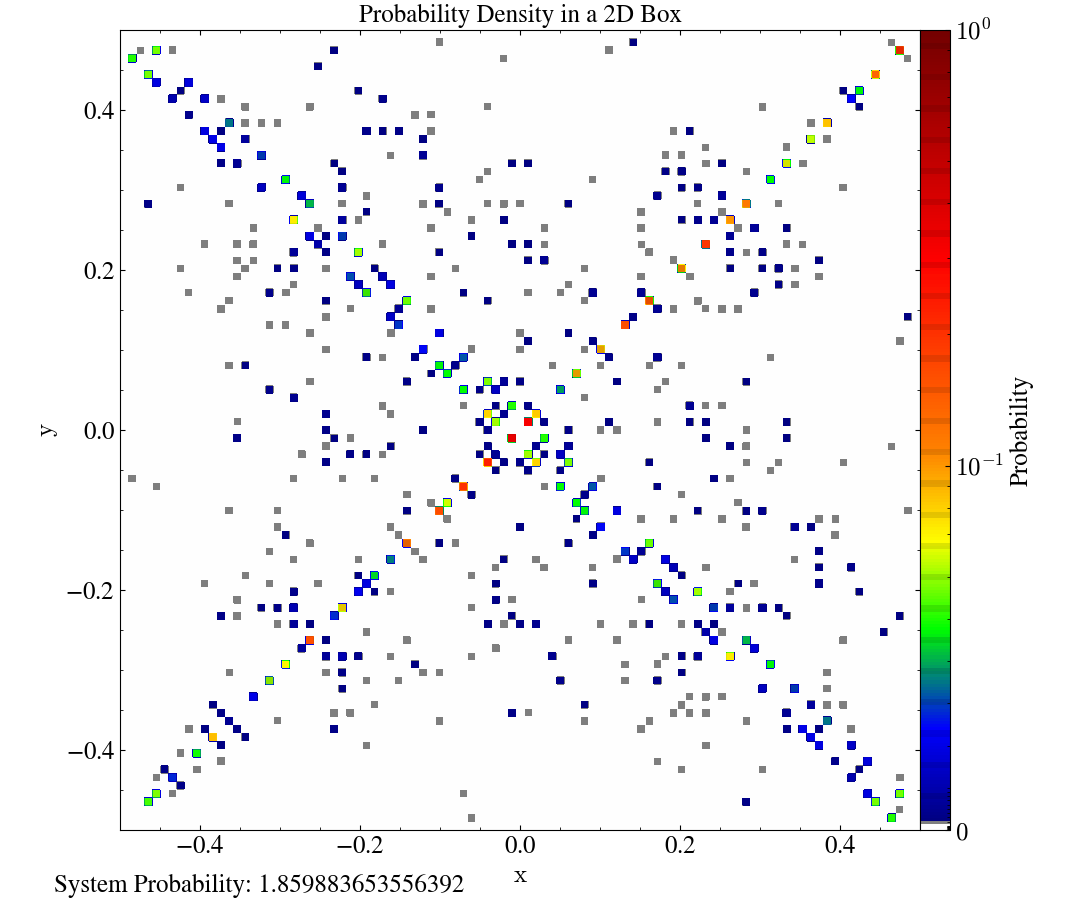 Probability Density in a 2D Box
10^0
0.4
0.2
0.0
−0.2
−0.4
y
10^−1
Probability
0
−0.4 −0.2 0.0 0.2 0.4
x
System Probability: 1.859883653556392